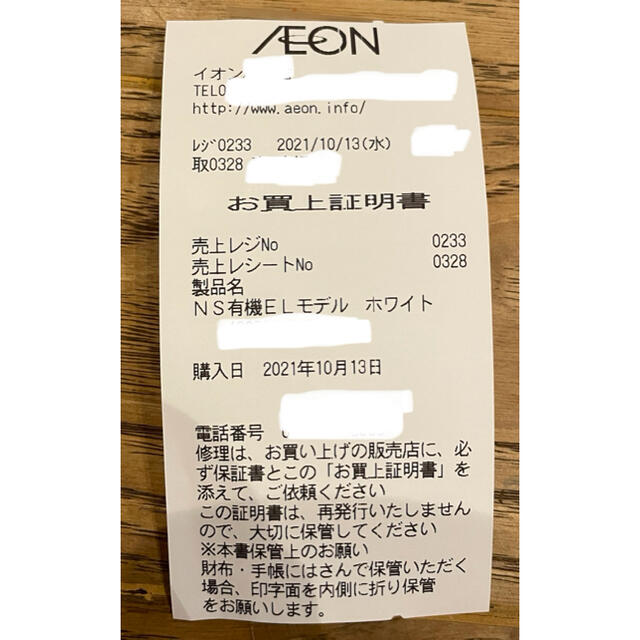 ÆON
イオン
TEL0
http://www.aeon.info/
ﾚｼﾞ0233 2021/10/13(水)
取0328
お買上証明書
売上レジNo 0233
売上レシートNo 0328
製品名
ＮＳ有機ＥＬモデル ホワイト
購入日 2021年10月13日
電話番号
修理は、お買い上げの販売店に、必
ず保証書とこの「お買上証明書」を
添えて、ご依頼ください
この証明書は、再発行いたしません
ので、大切に保管してください
※本書保管上のお願い
財布・手帳にはさんで保管いただく
場合、印字面を内側に折り保管
をお願いします。